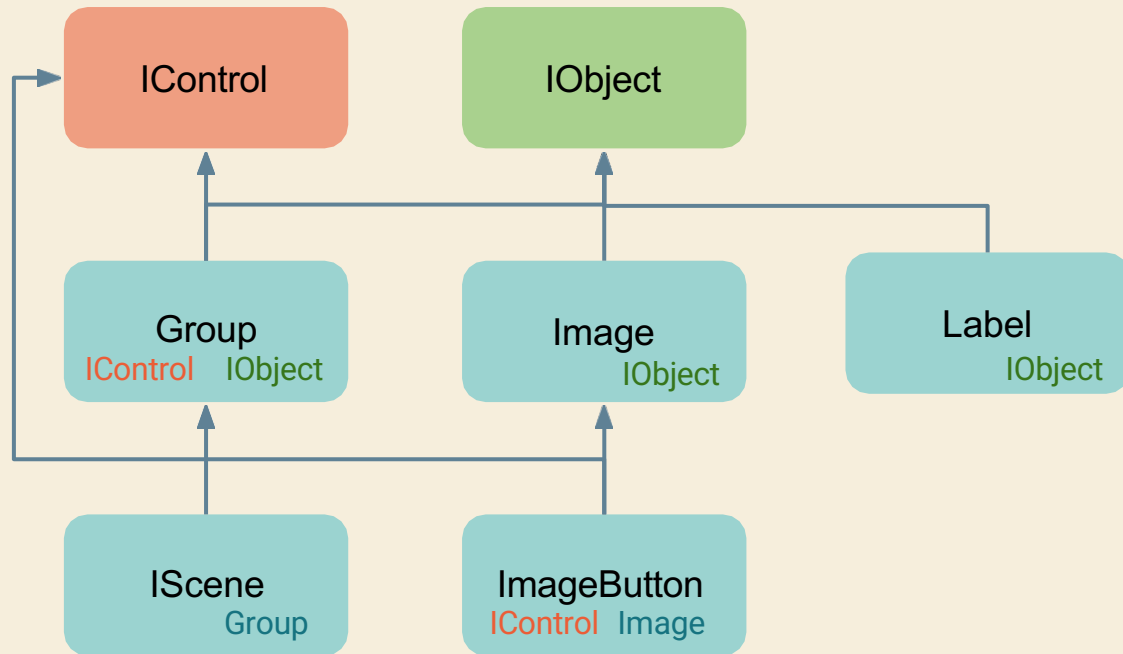 IControl
IObject
Group
IControl IObject
Image
IObject
Label
IObject
IScene
Group
ImageButton
IControl Image